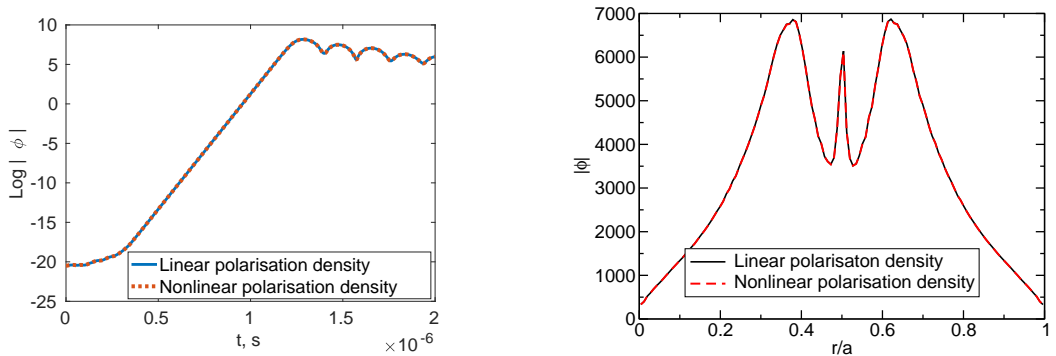 10
5
0
-5
-10
-15
-20
-25
Log | ϕ |
Linear polarisation density
Nonlinear polarisation density
0 0.5 1 1.5 2
t, s
×10⁻⁶
7000
6000
5000
4000
3000
2000
1000
0
|ϕ|
Linear polarisaton density
Nonlinear polarisation density
0 0.2 0.4 0.6 0.8 1
r/a